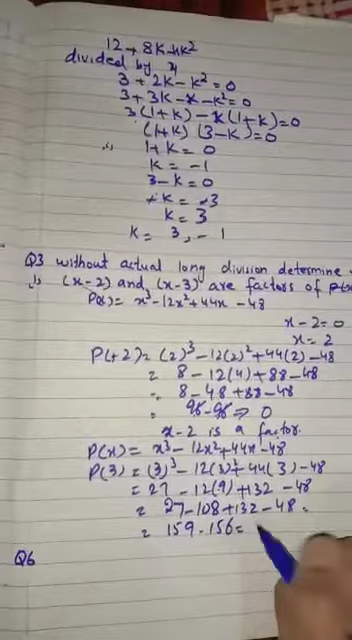 12 + 8k - 4k²
divided by 4
3 + 2k - k² = 0
3 + 3k - k - k² = 0
3(1+k) - k(1+k) = 0
(1+k) (3-k) = 0
∴ 1+k = 0
k = -1
3-k = 0
-k = -3
k = 3
k = 3, -1
Q3 without actual long division determine
is (x-2) and (x-3) are factors of p(x)
P(x) = x³-12x²+44x-48
x-2=0
x=2
P(+2) = (2)³-12(2)²+44(2)-48
= 8-12(4)+88-48
= 8-48+88-48
= 96-96 ⇒ 0
x-2 is a factor.
P(x) = x³-12x²+44x-48
P(3) = (3)³-12(3)²+44(3)-48
= 27-12(9)+132-48
= 27-108+132-48
= 159-156=
Q6